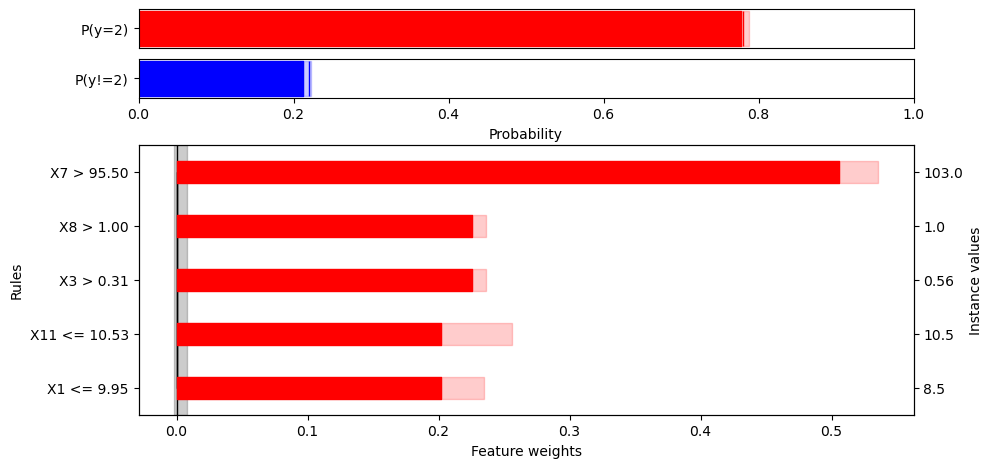 P(y=2)
P(y!=2)
0.0 0.2 0.4 0.6 0.8 1.0
Probability
X7 > 95.50 103.0
X8 > 1.00 1.0
X3 > 0.31 0.56
X11 <= 10.53 10.5
X1 <= 9.95 8.5
Rules
Instance values
0.0 0.1 0.2 0.3 0.4 0.5
Feature weights